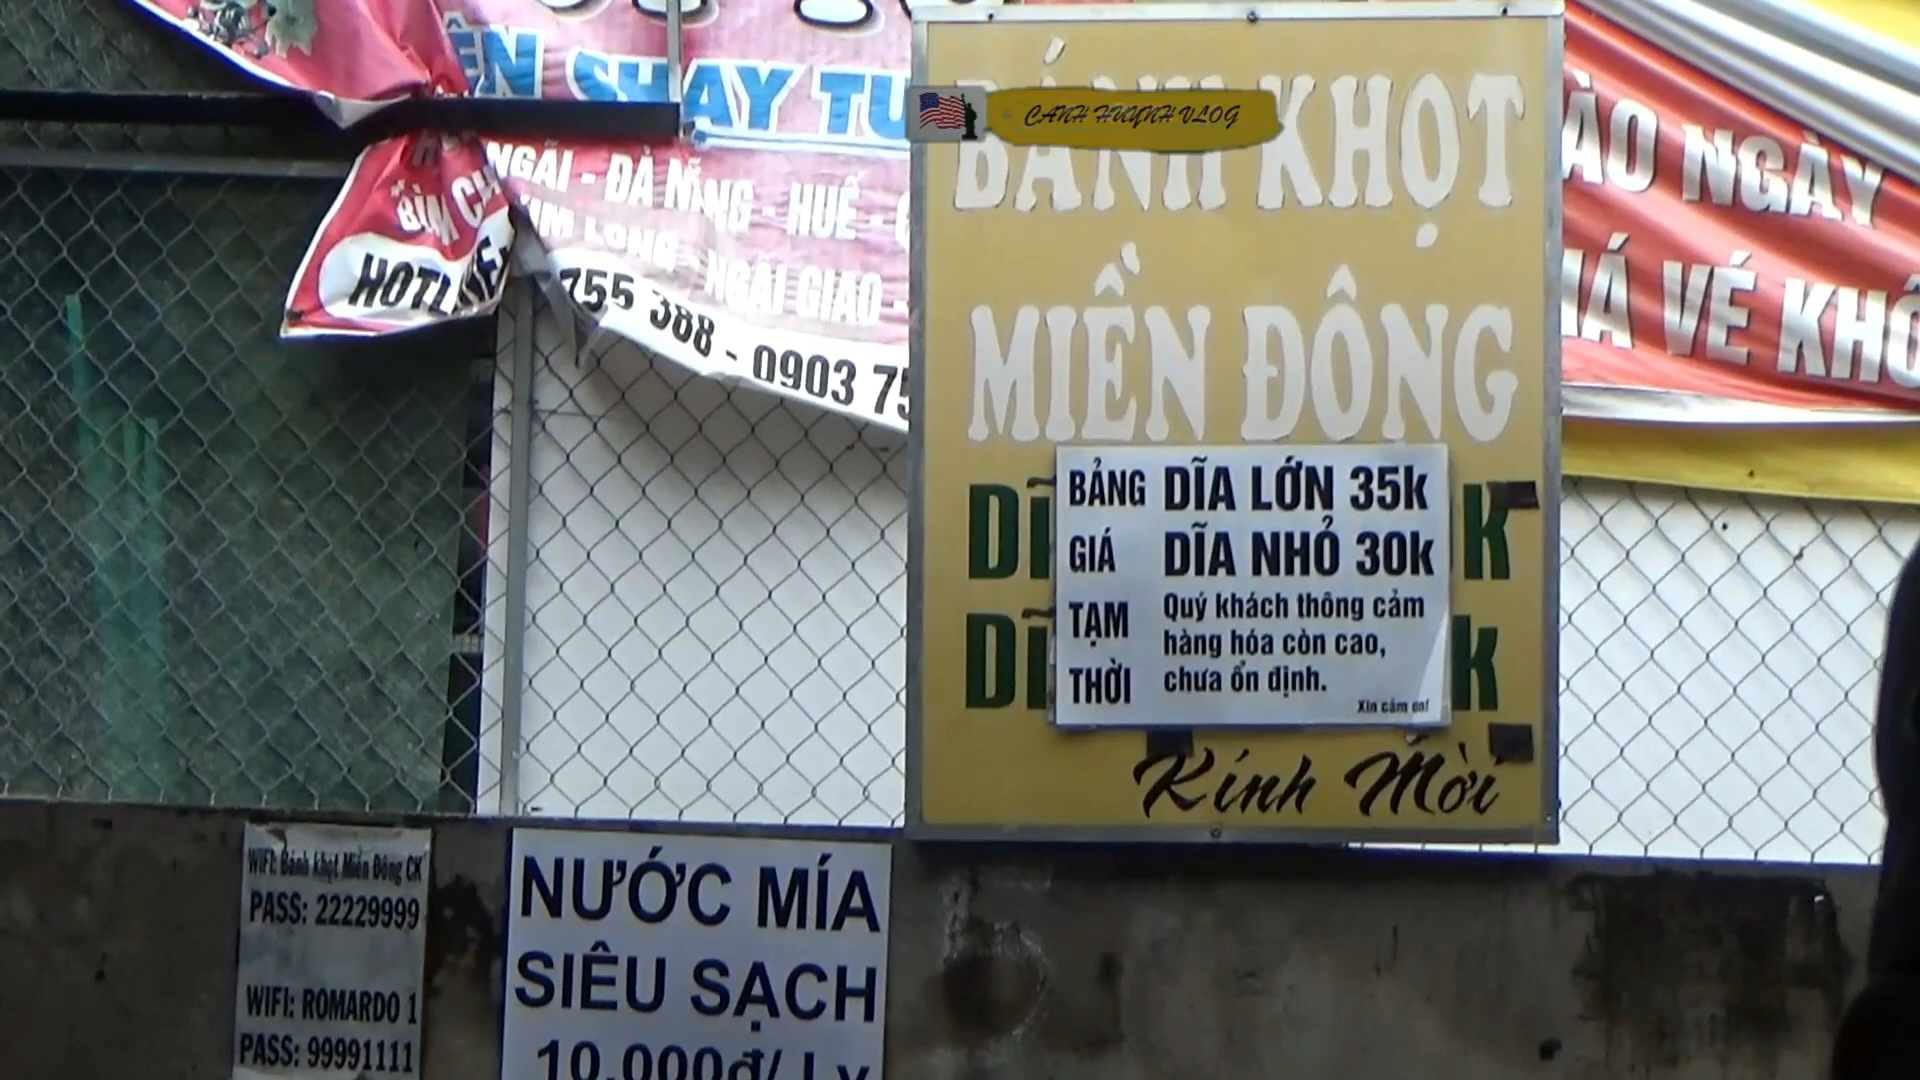 SHAY TU
NGÃI - ĐÀ NẴNG - HUẾ -
KIM LONG - NGÃI GIAO -
HOTLINE:
755 388 - 0903 75
CANH HUYNH VLOG
BÁNH KHỌT
MIỀN ĐÔNG
BẢNG GIÁ TẠM THỜI
DĨA LỚN 35k
DĨA NHỎ 30k
Quý khách thông cảm
hàng hóa còn cao,
chưa ổn định.
Xin cảm ơn!
Kính Mời
ÀO NGÀY
IÁ VÉ KHÔ
WIFI: Bánh khọt Miền Đông CK
PASS: 22229999
WIFI: ROMARDO 1
PASS: 99991111
NƯỚC MÍA
SIÊU SẠCH
10.000đ/ Ly